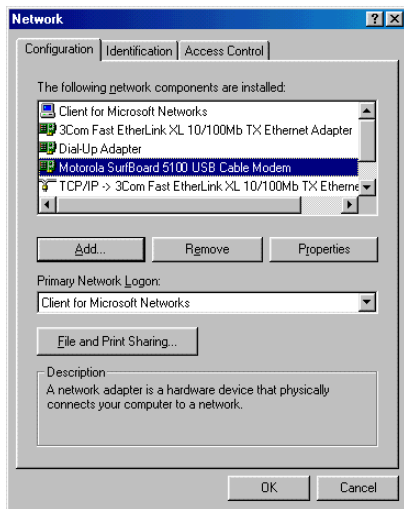 Network
Configuration Identification Access Control
The following network components are installed:
Client for Microsoft Networks
3Com Fast EtherLink XL 10/100Mb TX Ethernet Adapter
Dial-Up Adapter
Motorola SurfBoard 5100 USB Cable Modem
TCP/IP -> 3Com Fast EtherLink XL 10/100Mb TX Etherne
Add... Remove Properties
Primary Network Logon:
Client for Microsoft Networks
File and Print Sharing...
Description
A network adapter is a hardware device that physically
connects your computer to a network.
OK Cancel